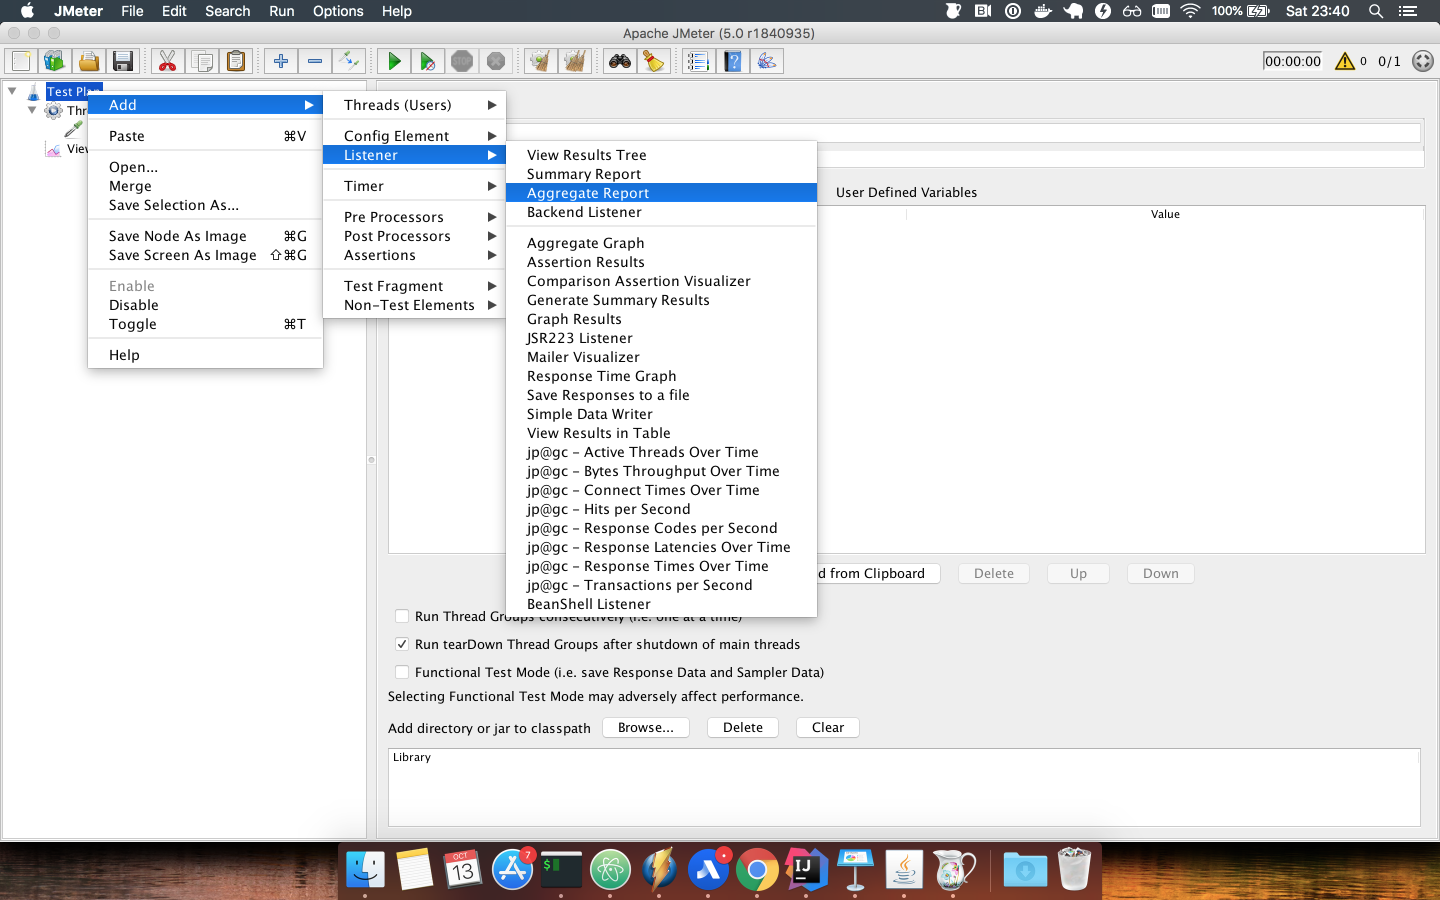 JMeter File Edit Search Run Options Help 100% Sat 23:40
Apache JMeter (5.0 r1840935)
00:00:00 0 0/1
Test Plan
Thr
View
Add
Paste ⌘V
Open...
Merge
Save Selection As...
Save Node As Image ⌘G
Save Screen As Image ⇧⌘G
Enable
Disable
Toggle ⌘T
Help
Threads (Users)
Config Element
Listener
Timer
Pre Processors
Post Processors
Assertions
Test Fragment
Non-Test Elements
View Results Tree
Summary Report
Aggregate Report
Backend Listener
Aggregate Graph
Assertion Results
Comparison Assertion Visualizer
Generate Summary Results
Graph Results
JSR223 Listener
Mailer Visualizer
Response Time Graph
Save Responses to a file
Simple Data Writer
View Results in Table
jp@gc - Active Threads Over Time
jp@gc - Bytes Throughput Over Time
jp@gc - Connect Times Over Time
jp@gc - Hits per Second
jp@gc - Response Codes per Second
jp@gc - Response Latencies Over Time
jp@gc - Response Times Over Time
jp@gc - Transactions per Second
BeanShell Listener
User Defined Variables
Value
d from Clipboard Delete Up Down
Run Thread Groups consecutively (i.e. one at a time)
Run tearDown Thread Groups after shutdown of main threads
Functional Test Mode (i.e. save Response Data and Sampler Data)
Selecting Functional Test Mode may adversely affect performance.
Add directory or jar to classpath Browse... Delete Clear
Library
OCT
13
7
$
IJ